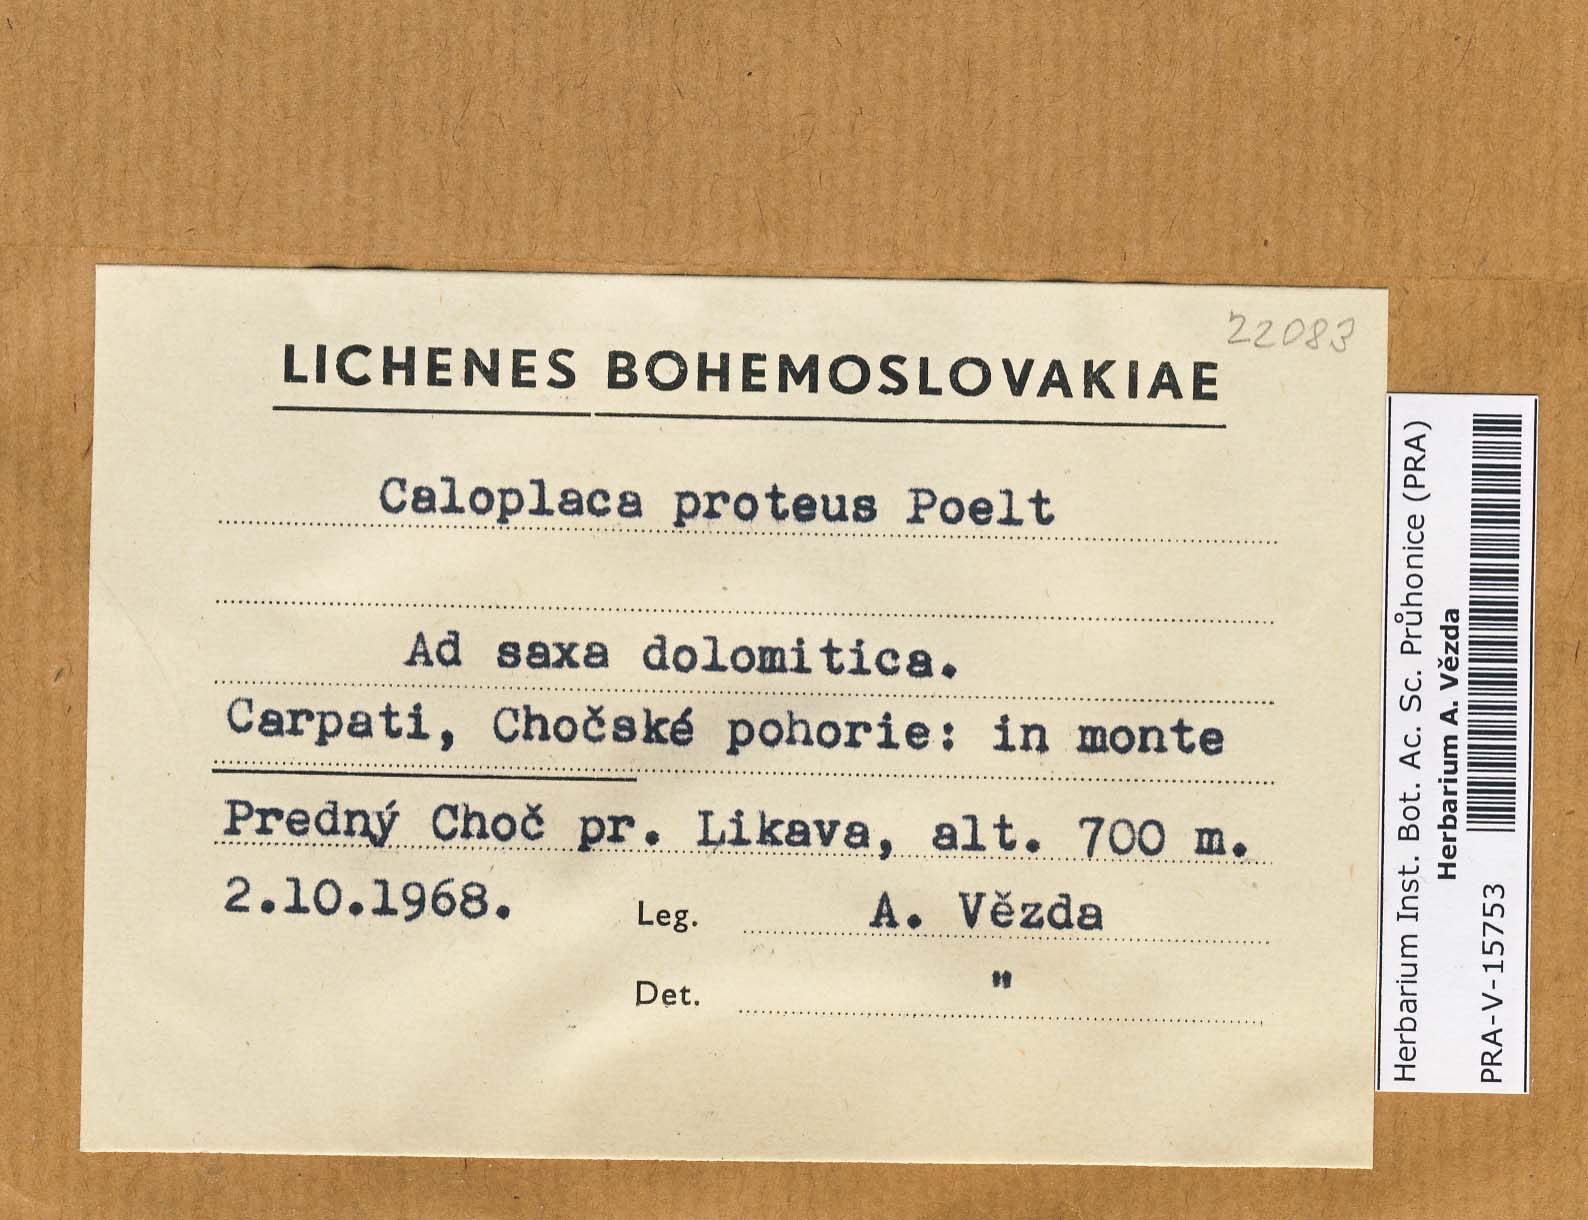 22083
LICHENES BOHEMOSLOVAKIAE
Caloplaca proteus Poelt
Ad saxa dolomitica.
Carpati, Chočské pohorie: in monte
Predný Choč pr. Likava, alt. 700 m.
2.10.1968. Leg. A. Vězda
Det. "
Herbarium Inst. Bot. Ac. Sc. Průhonice (PRA)
Herbarium A. Vězda
PRA-V-15753